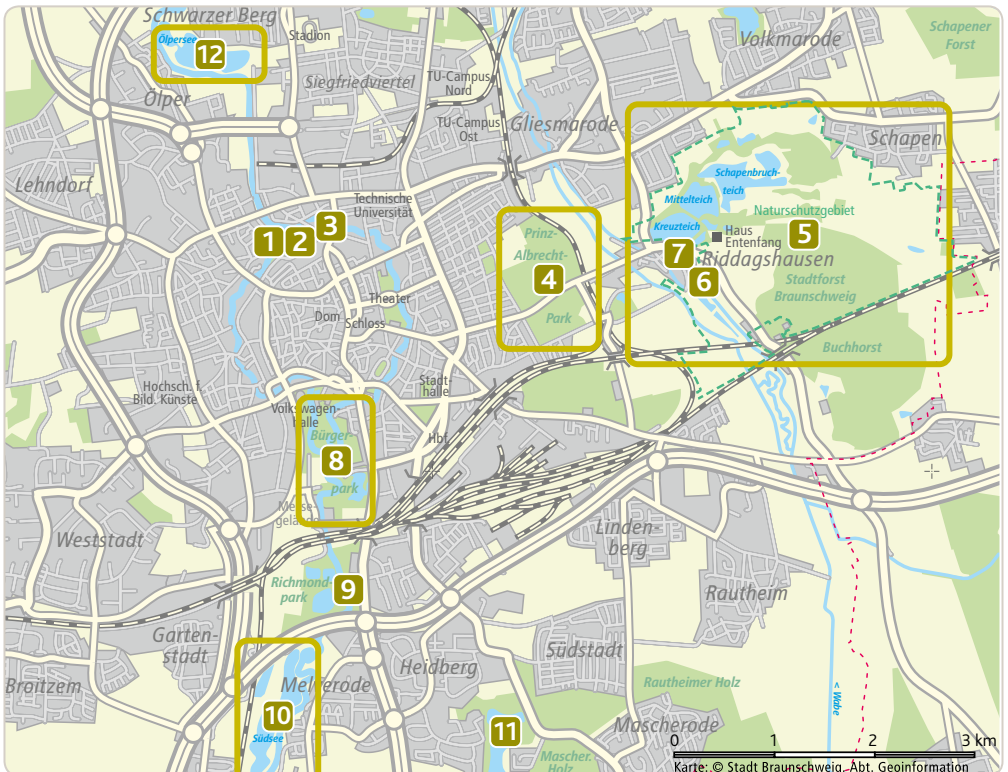 Schwarzer Berg
Ölpersee
12
Stadion
Siegfriedviertel
TU-Campus
Nord
TU-Campus
Ost
Ölper
Gliesmarode
Volkmarode
Schapener
Forst
Schapen
Lehndorf
Technische
Universität
1
2
3
Prinz-
Albrecht-
4
Park
Schapenbruch-
teich
Mittelteich
Kreuzteich
Naturschutzgebiet
Haus
Entenfang
5
7
6
Riddagshausen
Stadtforst
Braunschweig
Buchhorst
Theater
Dom
Schloss
Hochsch. f.
Bild. Künste
Stadt-
halle
Volkswagen-
halle
Bürger-
8
park
Hbf
Messe-
gelände
Weststadt
Linden-
berg
Richmond-
park
9
Rautheim
Garten-
stadt
Südstadt
Heidberg
Broitzem
Melverode
10
Südsee
11
Rautheimer Holz
Mascherode
Mascher.
Holz
< Wabe
0 1 2 3 km
Karte: © Stadt Braunschweig, Abt. Geoinformation